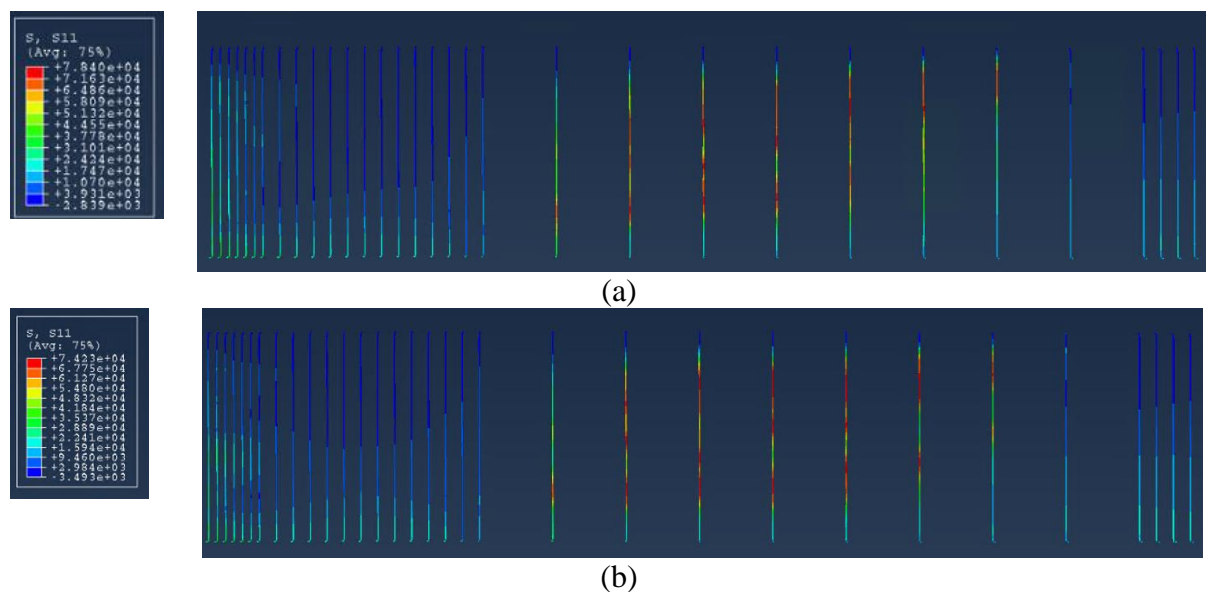 S, S11
(Avg: 75%)
+7.840e+04
+7.163e+04
+6.486e+04
+5.809e+04
+5.132e+04
+4.455e+04
+3.778e+04
+3.101e+04
+2.424e+04
+1.747e+04
+1.070e+04
+3.931e+03
-2.839e+03
(a)
S, S11
(Avg: 75%)
+7.423e+04
+6.775e+04
+6.127e+04
+5.480e+04
+4.832e+04
+4.184e+04
+3.537e+04
+2.889e+04
+2.241e+04
+1.594e+04
+9.460e+03
+2.984e+03
-3.493e+03
(b)